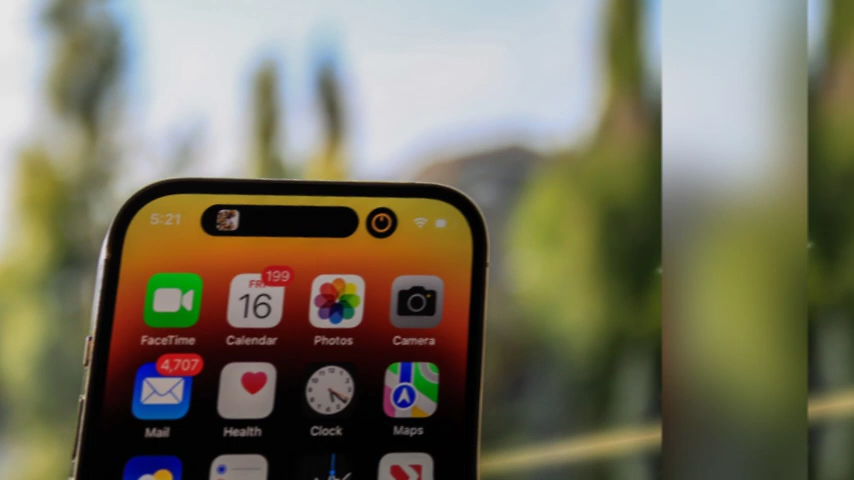 5:21
199
FRI
16
FaceTime
Calendar
Photos
Camera
4,707
Mail
Health
Clock
Maps